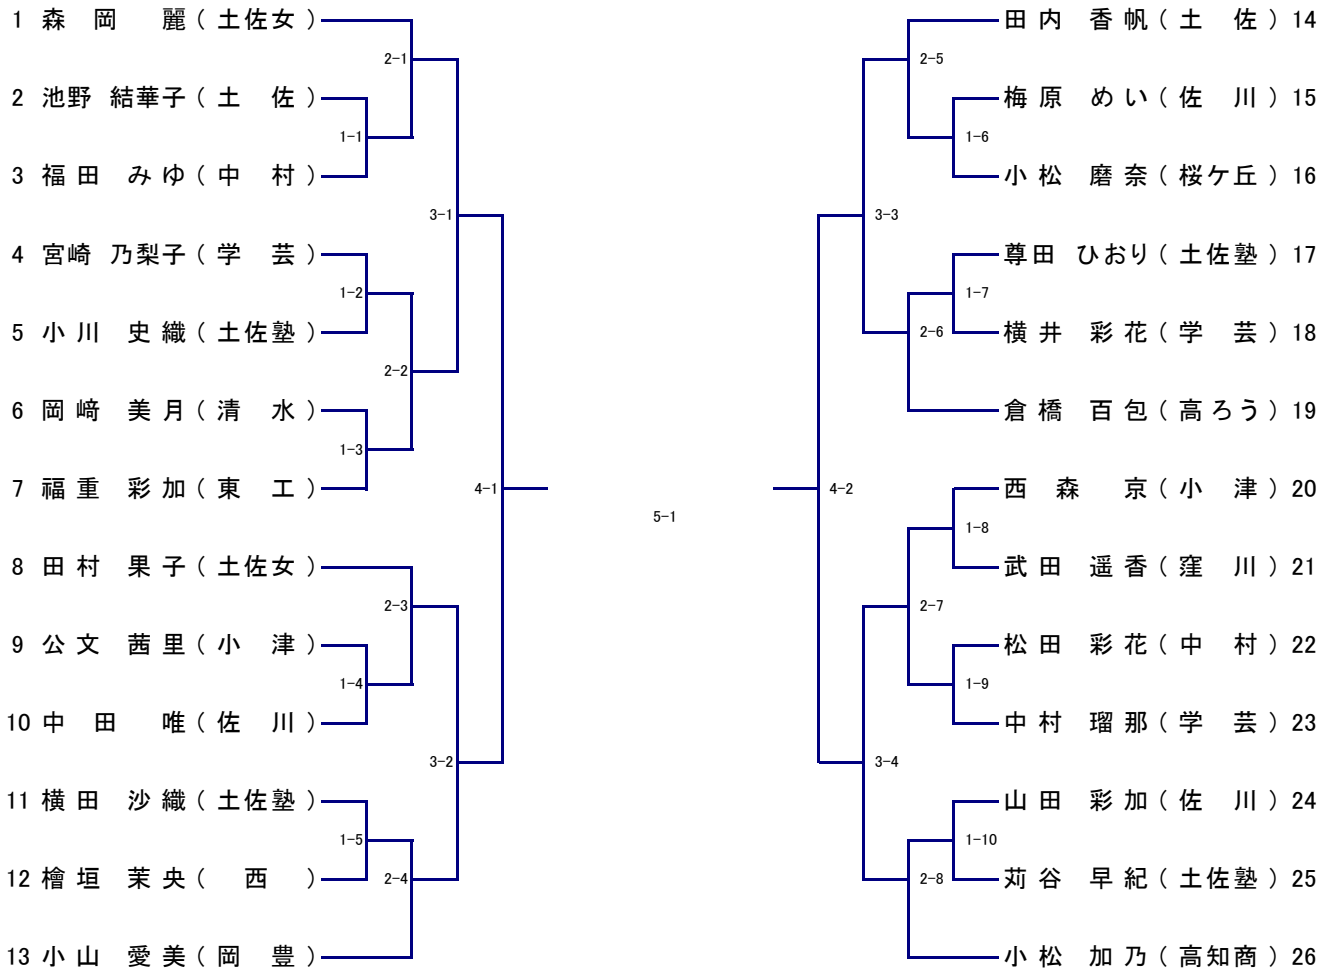 1 森岡 麗（土佐女）
2 池野 結華子（土 佐）
3 福田 みゆ（中 村）
4 宮崎 乃梨子（学 芸）
5 小川 史織（土佐塾）
6 岡﨑 美月（清 水）
7 福重 彩加（東 工）
8 田村 果子（土佐女）
9 公文 茜里（小 津）
10 中田 唯（佐 川）
11 横田 沙織（土佐塾）
12 檜垣 茉央（ 西 ）
13 小山 愛美（岡 豊）
2-1
1-1
3-1
1-2
2-2
1-3
4-1
2-3
1-4
3-2
1-5
2-4
5-1
田内 香帆（土 佐）14
梅原 めい（佐 川）15
小松 磨奈（桜ケ丘）16
尊田 ひおり（土佐塾）17
横井 彩花（学 芸）18
倉橋 百包（高ろう）19
西森 京（小 津）20
武田 遥香（窪 川）21
松田 彩花（中 村）22
中村 瑠那（学 芸）23
山田 彩加（佐 川）24
苅谷 早紀（土佐塾）25
小松 加乃（高知商）26
2-5
1-6
3-3
1-7
2-6
4-2
1-8
2-7
1-9
3-4
1-10
2-8